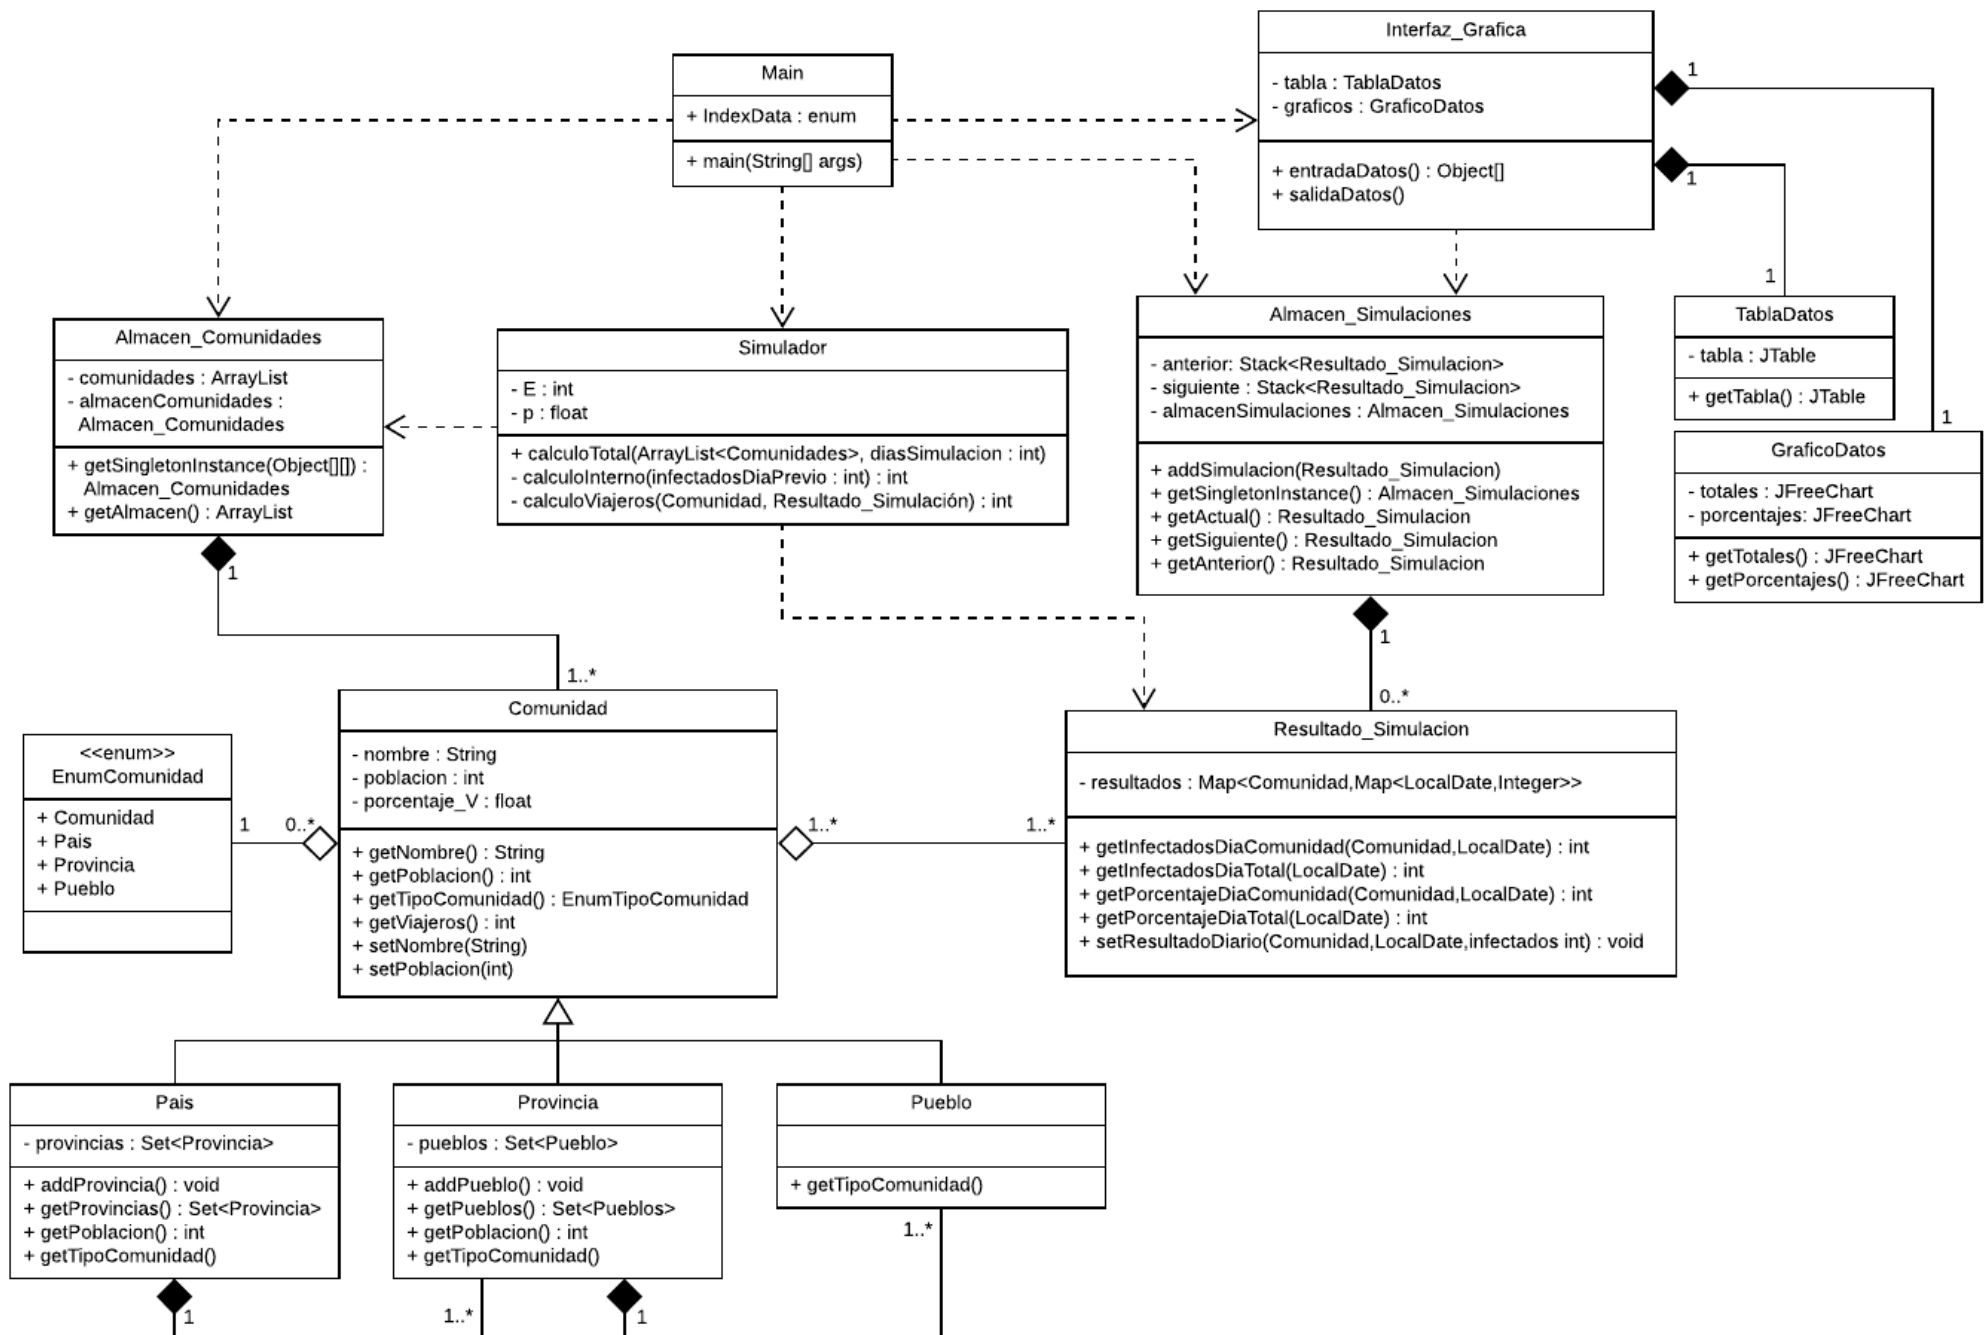 Interfaz_Grafica
- tabla : TablaDatos
- graficos : GraficoDatos
+ entradaDatos() : Object[]
+ salidaDatos()
1
1
1
1
Main
+ IndexData : enum
+ main(String[] args)
Almacen_Comunidades
- comunidades : ArrayList
- almacenComunidades :
Almacen_Comunidades
+ getSingletonInstance(Object[][]) :
Almacen_Comunidades
+ getAlmacen() : ArrayList
1
1..*
Simulador
- E : int
- p : float
+ calculoTotal(ArrayList<Comunidades>, diasSimulacion : int)
- calculoInterno(infectadosDiaPrevio : int) : int
- calculoViajeros(Comunidad, Resultado_Simulación) : int
Almacen_Simulaciones
- anterior: Stack<Resultado_Simulacion>
- siguiente : Stack<Resultado_Simulacion>
- almacenSimulaciones : Almacen_Simulaciones
+ addSimulacion(Resultado_Simulacion)
+ getSingletonInstance() : Almacen_Simulaciones
+ getActual() : Resultado_Simulacion
+ getSiguiente() : Resultado_Simulacion
+ getAnterior() : Resultado_Simulacion
1
0..*
TablaDatos
- tabla : JTable
+ getTabla() : JTable
GraficoDatos
- totales : JFreeChart
- porcentajes: JFreeChart
+ getTotales() : JFreeChart
+ getPorcentajes() : JFreeChart
<<enum>>
EnumComunidad
+ Comunidad
+ Pais
+ Provincia
+ Pueblo
1
0..*
Comunidad
- nombre : String
- poblacion : int
- porcentaje_V : float
+ getNombre() : String
+ getPoblacion() : int
+ getTipoComunidad() : EnumTipoComunidad
+ getViajeros() : int
+ setNombre(String)
+ setPoblacion(int)
1..*
1..*
Resultado_Simulacion
- resultados : Map<Comunidad,Map<LocalDate,Integer>>
+ getInfectadosDiaComunidad(Comunidad,LocalDate) : int
+ getInfectadosDiaTotal(LocalDate) : int
+ getPorcentajeDiaComunidad(Comunidad,LocalDate) : int
+ getPorcentajeDiaTotal(LocalDate) : int
+ setResultadoDiario(Comunidad,LocalDate,infectados int) : void
Pais
- provincias : Set<Provincia>
+ addProvincia() : void
+ getProvincias() : Set<Provincia>
+ getPoblacion() : int
+ getTipoComunidad()
1
Provincia
- pueblos : Set<Pueblo>
+ addPueblo() : void
+ getPueblos() : Set<Pueblos>
+ getPoblacion() : int
+ getTipoComunidad()
1..*
1
Pueblo
+ getTipoComunidad()
1..*